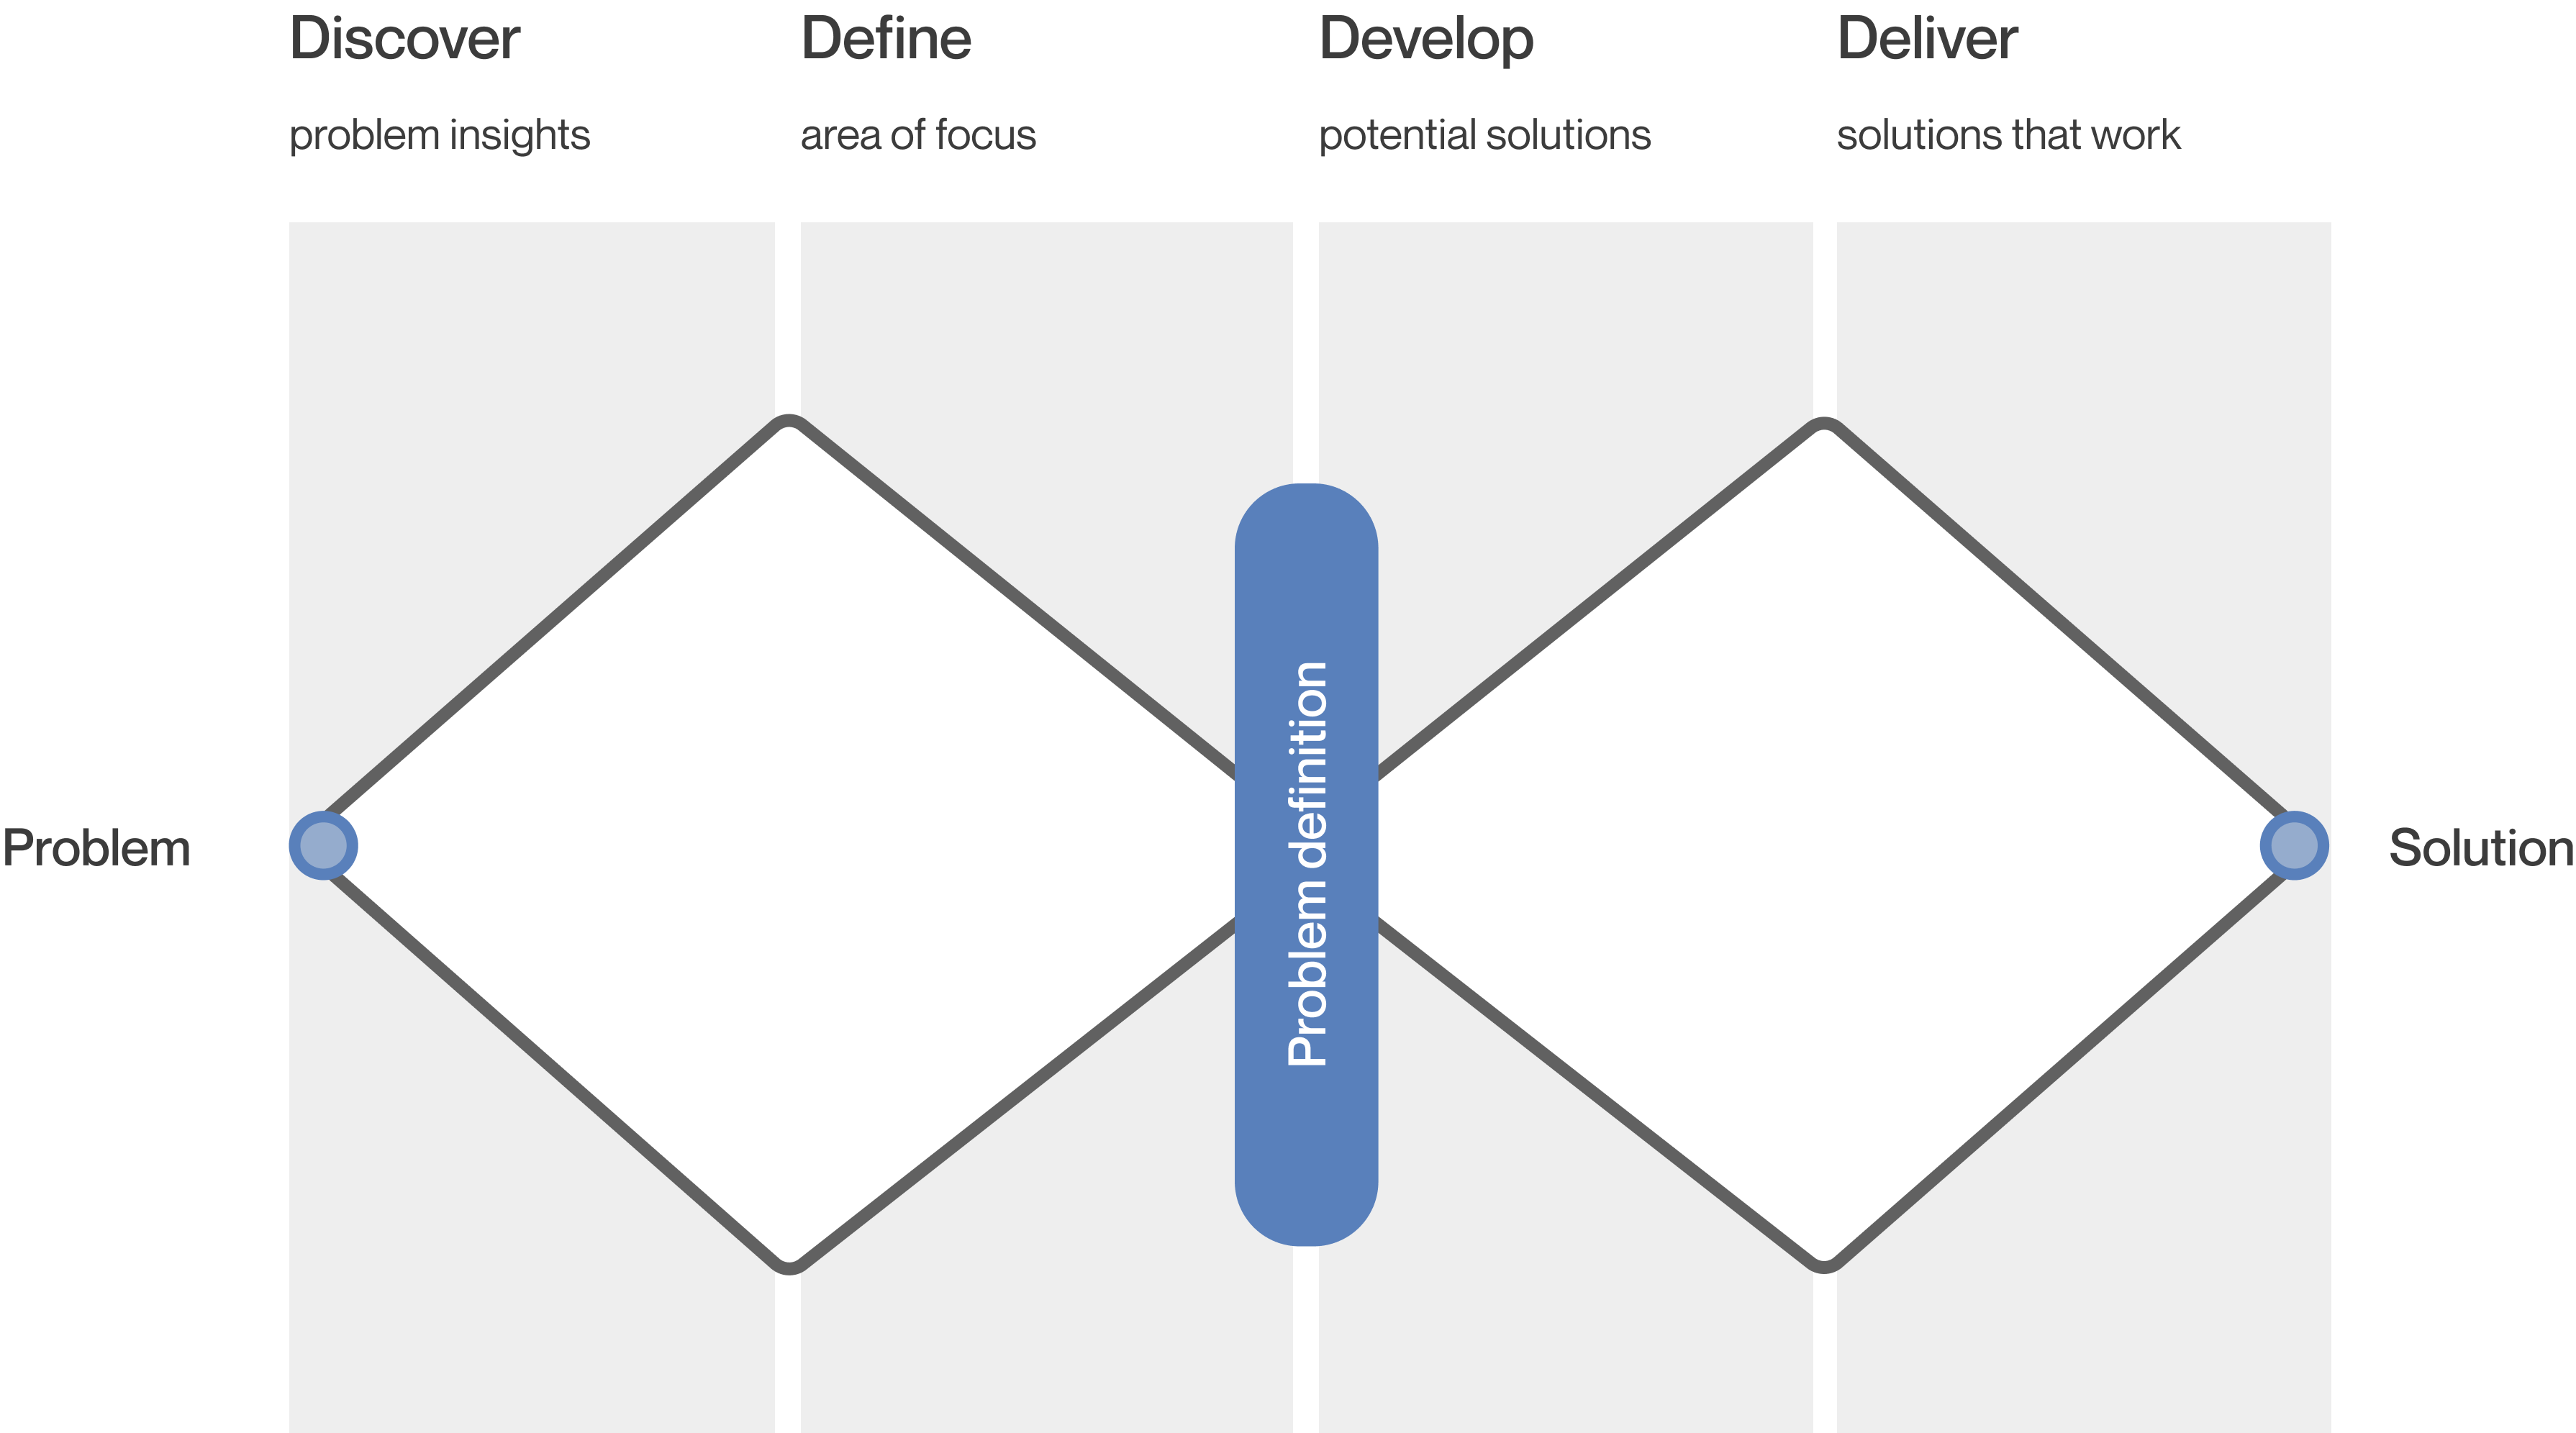 Discover
problem insights
Define
area of focus
Develop
potential solutions
Deliver
solutions that work
Problem
Problem definition
Solution